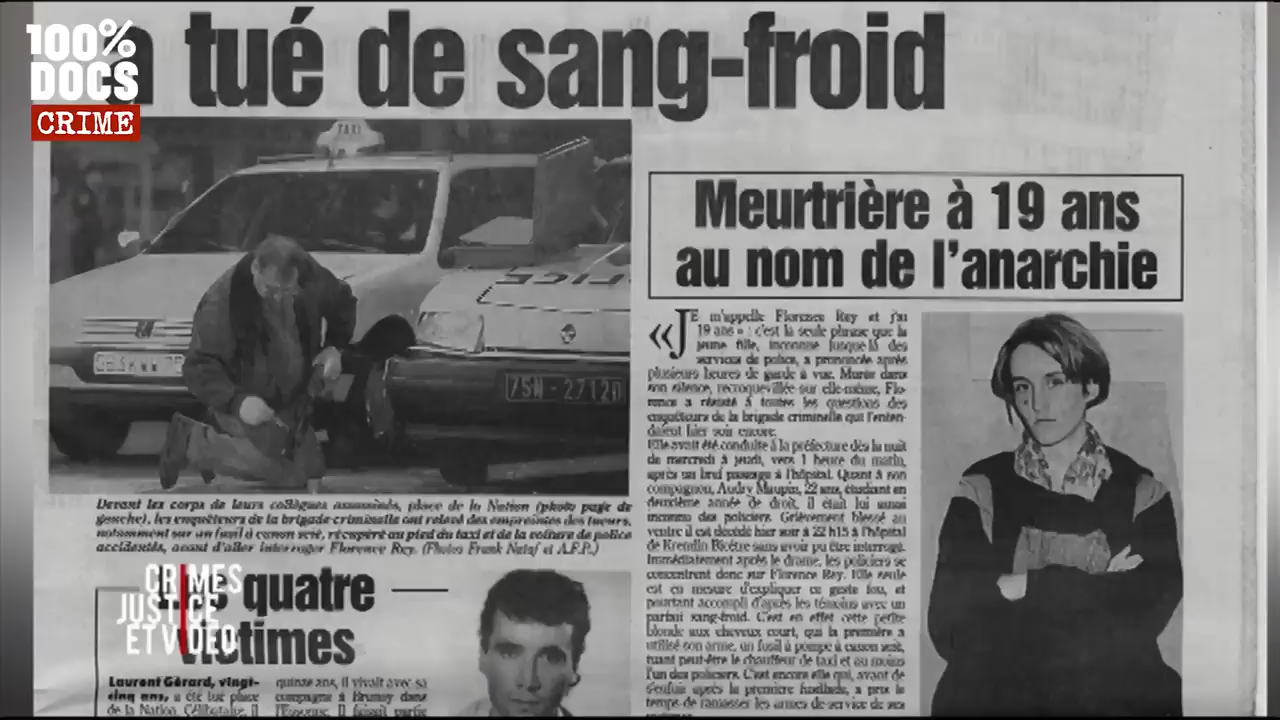 100%
DOCS
CRIME
a tué de sang-froid
TAXI
POLICE
75N - 2712D
Devant les corps de leurs collègues assassinés, place de la Nation (photo page de
gauche), les enquêteurs de la brigade criminelle ont relevé des empreintes des tueurs,
notamment sur un fusil à canon scié, récupéré au pied du taxi et de la voiture de police
accidentés, avant d'aller interroger Florence Rey. (Photos Frank Nataf et A.F.P.)
Meurtrière à 19 ans
au nom de l'anarchie
«JE m'appelle Florence Rey et j'ai
19 ans » : c'est la seule phrase que la
jeune fille, inconnue jusque-là des
services de police, a prononcée après
plusieurs heures de garde à vue. Murée dans
son silence, recroquevillée sur elle-même, Flo-
rence a résisté à toutes les questions des
enquêteurs de la brigade criminelle qui l'enten-
daient hier soir encore.
Elle avait été conduite à la préfecture dès la nuit
de mercredi à jeudi, vers 1 heure du matin,
après un bref passage à l'hôpital. Quant à son
compagnon, Audry Maupin, 22 ans, étudiant en
deuxième année de droit, il était lui aussi
inconnu des policiers. Grièvement blessé au
ventre il est décédé hier soir à 22 h15 à l'hôpital
de Kremlin Bicêtre sans avoir pu être interrogé.
Immédiatement après le drame, les policiers se
concentrent donc sur Florence Rey. Elle seule
est en mesure d'expliquer ce geste fou, et
pourtant accompli d'après les témoins avec un
parfait sang-froid. C'est en effet cette petite
blonde aux cheveux court, qui la première a
utilisé son arme, un fusil à pompe à canon scié,
tuant peut-être le chauffeur de taxi et au moins
l'un des policiers. C'est encore elle qui, avant de
s'enfuir après la première fusillade, a pris le
temps de ramasser les armes de service de ses
Les quatre
victimes
CRIMES
JUSTICE
ET VIDEO
Laurent Gérard, vingt-
cinq ans, a été tué place
de la Nation. Célibataire, il
quinze ans, il vivait avec sa
compagne à Brunoy dans
l'Essonne. Il faisait partie